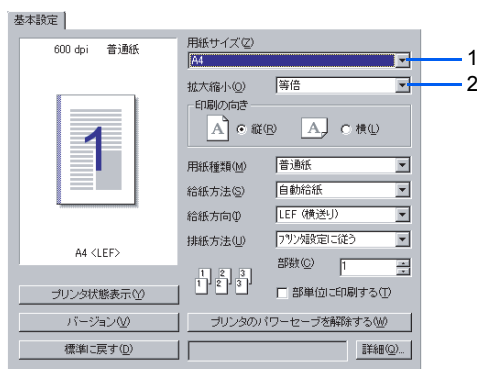 基本設定
600 dpi 普通紙
1
A4 <LEF>
プリンタ状態表示(Y)
バージョン(V)
標準に戻す(D)
用紙サイズ(Z)
A4
1
拡大縮小(O)
等倍
2
印刷の向き
A
縦(R)
A
横(L)
用紙種類(M)
普通紙
給紙方法(S)
自動給紙
給紙方向(I)
LEF (横送り)
排紙方法(U)
プリンタ設定に従う
部数(C)
1
1 2 3
1 2 3
部単位に印刷する(T)
プリンタのパワーセーブを解除する(W)
詳細(Q)...